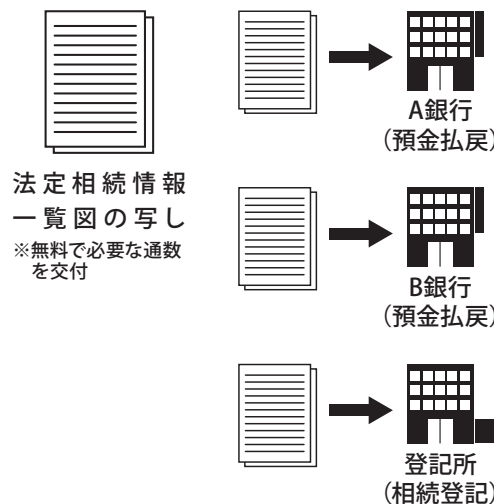 法定相続情報
一覧図の写し
※無料で必要な通数
を交付
A銀行
(預金払戻)
B銀行
(預金払戻)
登記所
(相続登記)